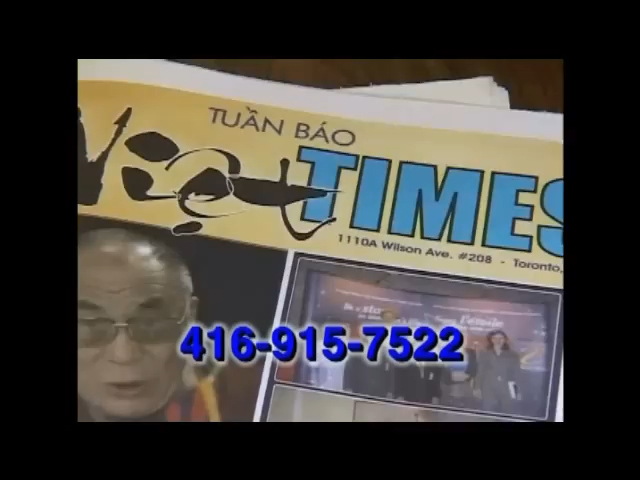 TUẦN BÁO
Việt TIMES
1110A Wilson Ave. #208 - Toronto,
416-915-7522